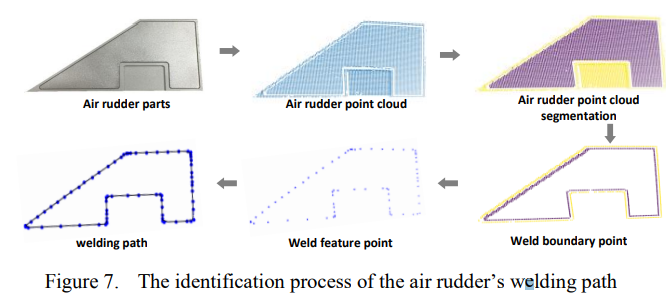 Air rudder parts
Air rudder point cloud
Air rudder point cloud
segmentation
welding path
Weld feature point
Weld boundary point
Figure 7. The identification process of the air rudder's welding path